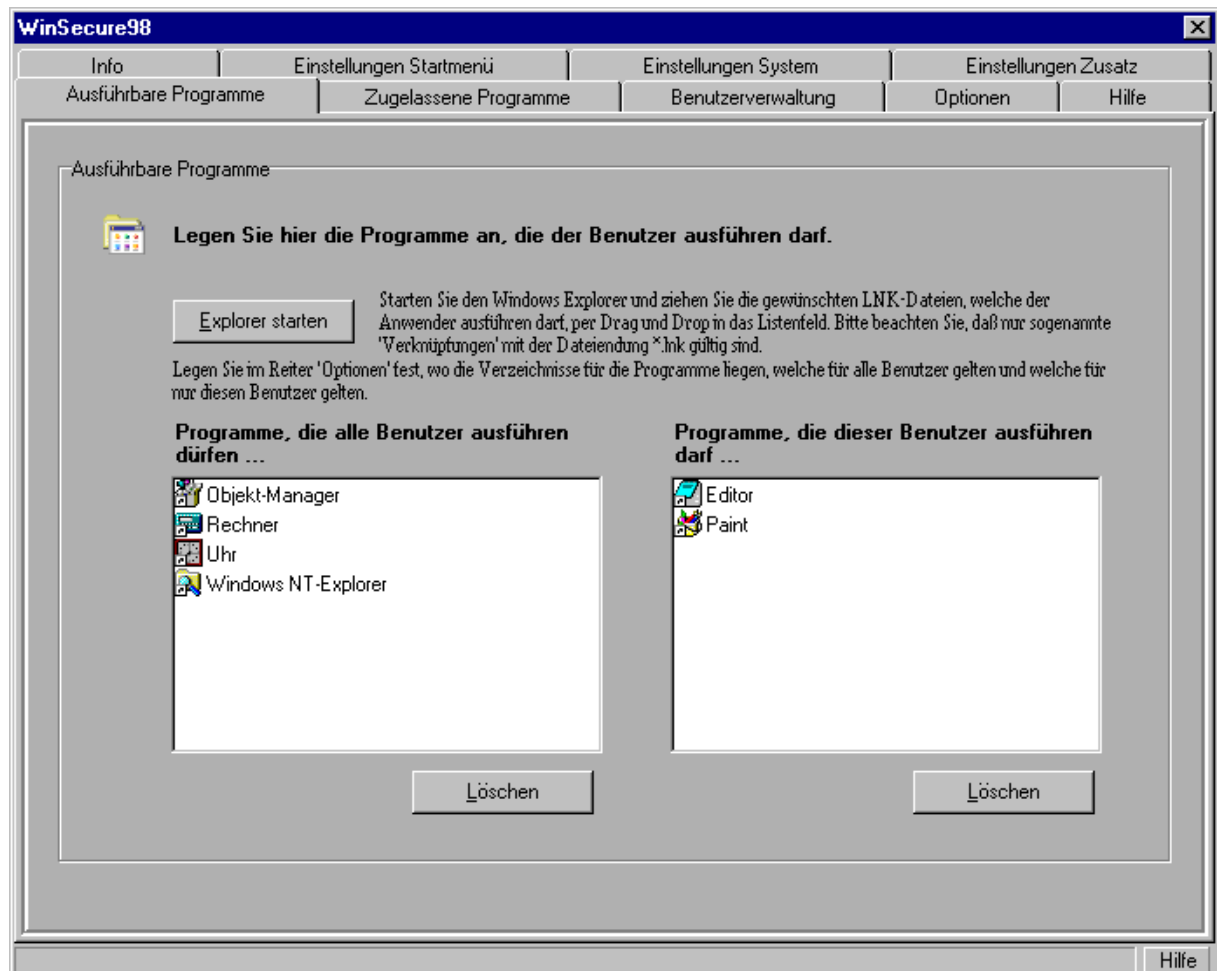 WinSecure98
Info
Einstellungen Startmenü
Einstellungen System
Einstellungen Zusatz
Ausführbare Programme
Zugelassene Programme
Benutzerverwaltung
Optionen
Hilfe
Ausführbare Programme
Legen Sie hier die Programme an, die der Benutzer ausführen darf.
Explorer starten
Starten Sie den Windows Explorer und ziehen Sie die gewünschten LNK-Dateien, welche der
Anwender ausführen darf, per Drag und Drop in das Listenfeld. Bitte beachten Sie, daß nur sogenannte
'Verknüpfungen' mit der Dateiendung *.lnk gültig sind.
Legen Sie im Reiter 'Optionen' fest, wo die Verzeichnisse für die Programme liegen, welche für alle Benutzer gelten und welche für
nur diesen Benutzer gelten.
Programme, die alle Benutzer ausführen
dürfen ...
Objekt-Manager
Rechner
Uhr
Windows NT-Explorer
Löschen
Programme, die dieser Benutzer ausführen
darf ...
Editor
Paint
Löschen
Hilfe